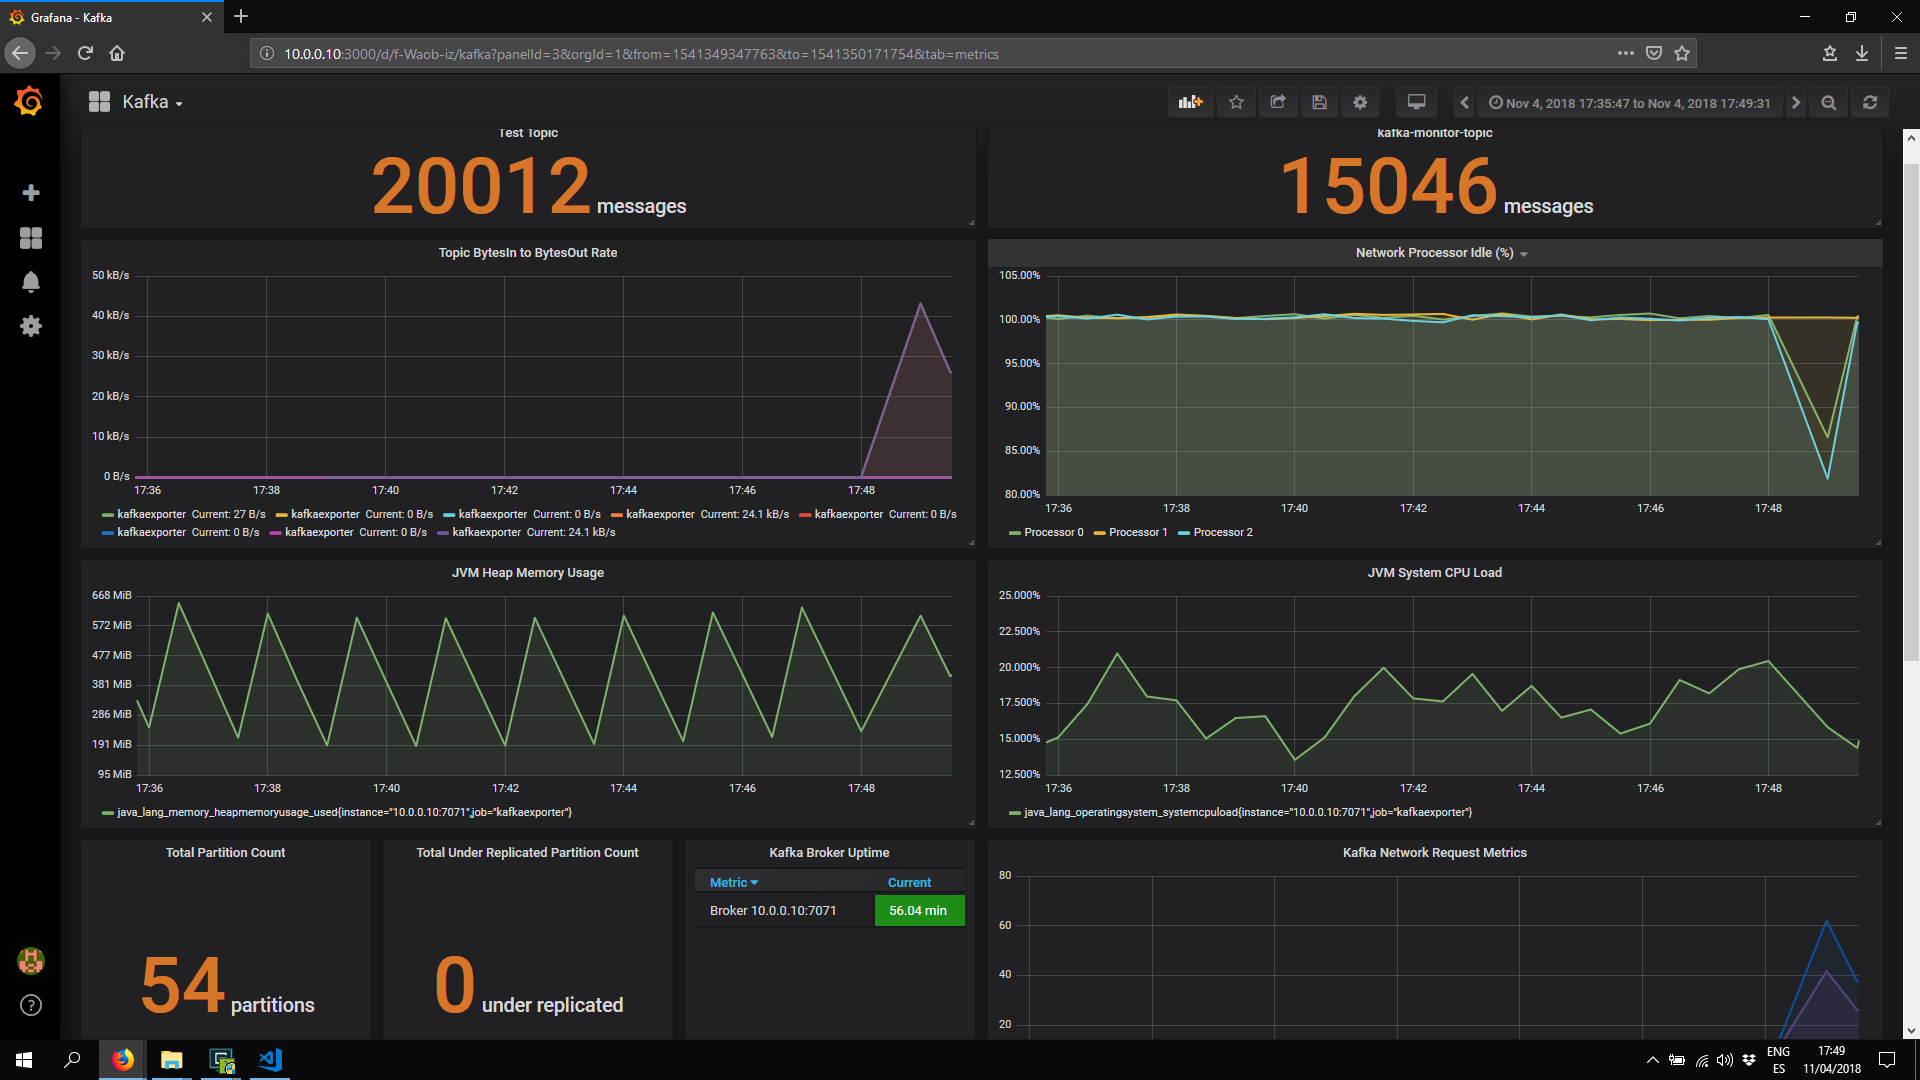 Grafana - Kafka
10.0.0.10:3000/d/f-Waob-iz/kafka?panelId=3&orgId=1&from=1541349347763&to=1541350171754&tab=metrics
Kafka
Nov 4, 2018 17:35:47 to Nov 4, 2018 17:49:31
Test Topic
20012 messages
kafka-monitor-topic
15046 messages
Topic BytesIn to BytesOut Rate
50 kB/s
40 kB/s
30 kB/s
20 kB/s
10 kB/s
0 B/s
17:36 17:38 17:40 17:42 17:44 17:46 17:48
kafkaexporter Current: 27 B/s kafkaexporter Current: 0 B/s kafkaexporter Current: 0 B/s kafkaexporter Current: 24.1 kB/s kafkaexporter Current: 0 B/s
kafkaexporter Current: 0 B/s kafkaexporter Current: 0 B/s kafkaexporter Current: 24.1 kB/s
Network Processor Idle (%)
105.00%
100.00%
95.00%
90.00%
85.00%
80.00%
17:36 17:38 17:40 17:42 17:44 17:46 17:48
Processor 0 Processor 1 Processor 2
JVM Heap Memory Usage
668 MiB
572 MiB
477 MiB
381 MiB
286 MiB
191 MiB
95 MiB
17:36 17:38 17:40 17:42 17:44 17:46 17:48
java_lang_memory_heapmemoryusage_used{instance="10.0.0.10:7071",job="kafkaexporter"}
JVM System CPU Load
25.000%
22.500%
20.000%
17.500%
15.000%
12.500%
17:36 17:38 17:40 17:42 17:44 17:46 17:48
java_lang_operatingsystem_systemcpuload{instance="10.0.0.10:7071",job="kafkaexporter"}
Total Partition Count
54 partitions
Total Under Replicated Partition Count
0 under replicated
Kafka Broker Uptime
Metric Current
Broker 10.0.0.10:7071 56.04 min
Kafka Network Request Metrics
80
60
40
20
ENG
ES
17:49
11/04/2018